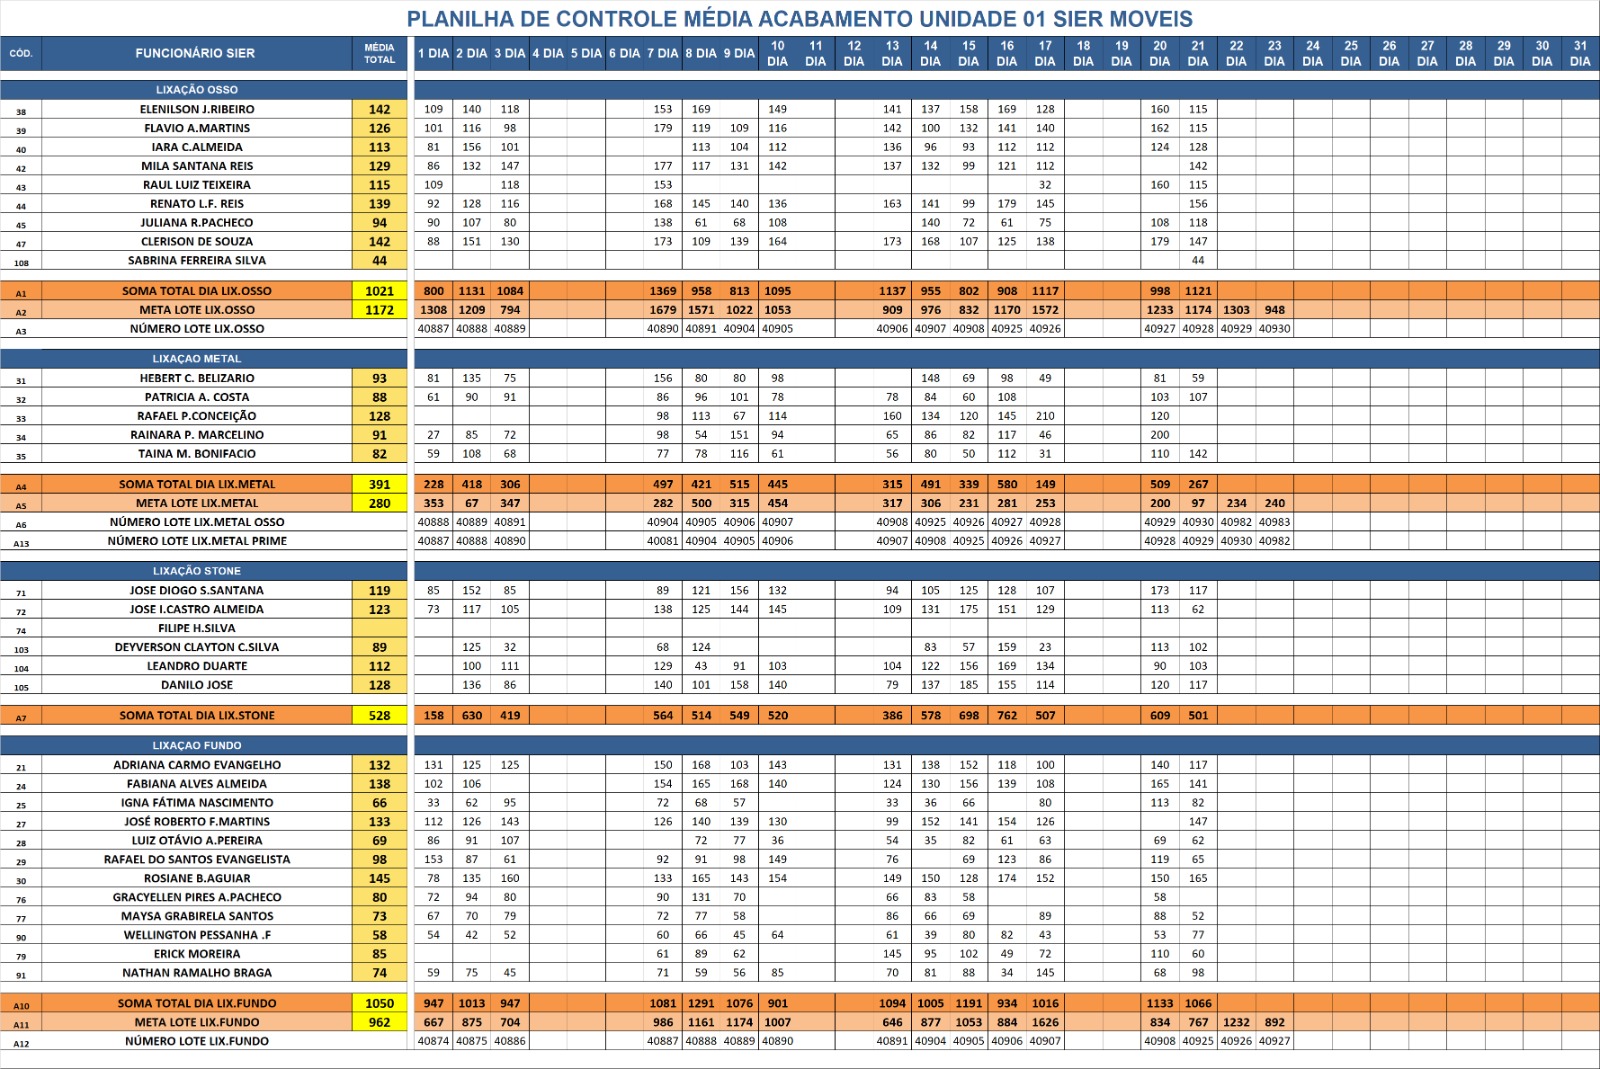 PLANILHA DE CONTROLE MÉDIA ACABAMENTO UNIDADE 01 SIER MOVEIS
CÓD. FUNCIONÁRIO SIER MÉDIA TOTAL 1 DIA 2 DIA 3 DIA 4 DIA 5 DIA 6 DIA 7 DIA 8 DIA 9 DIA 10 DIA 11 DIA 12 DIA 13 DIA 14 DIA 15 DIA 16 DIA 17 DIA 18 DIA 19 DIA 20 DIA 21 DIA 22 DIA 23 DIA 24 DIA 25 DIA 26 DIA 27 DIA 28 DIA 29 DIA 30 DIA 31 DIA
LIXAÇÃO OSSO
38 ELENILSON J.RIBEIRO 142 109 140 118 153 169 149 141 137 158 169 128 160 115
39 FLAVIO A.MARTINS 126 101 116 98 179 119 109 116 142 100 132 141 140 162 115
40 IARA C.ALMEIDA 113 81 156 101 113 104 112 136 96 93 112 112 124 128
42 MILA SANTANA REIS 129 86 132 147 177 117 131 142 137 132 99 121 112 142
43 RAUL LUIZ TEIXEIRA 115 109 118 153 32 160 115
44 RENATO L.F. REIS 139 92 128 116 168 145 140 136 163 141 99 179 145 156
45 JULIANA R.PACHECO 94 90 107 80 138 61 68 108 140 72 61 75 108 118
47 CLERISON DE SOUZA 142 88 151 130 173 109 139 164 173 168 107 125 138 179 147
108 SABRINA FERREIRA SILVA 44 44
A1 SOMA TOTAL DIA LIX.OSSO 1021 800 1131 1084 1369 958 813 1095 1137 955 802 908 1117 998 1121
A2 META LOTE LIX.OSSO 1172 1308 1209 794 1679 1571 1022 1053 909 976 832 1170 1572 1233 1174 1303 948
A3 NÚMERO LOTE LIX.OSSO 40887 40888 40889 40890 40891 40904 40905 40906 40907 40908 40925 40926 40927 40928 40929 40930
LIXAÇAO METAL
31 HEBERT C. BELIZARIO 93 81 135 75 156 80 80 98 148 69 98 49 81 59
32 PATRICIA A. COSTA 88 61 90 91 86 96 101 78 78 84 60 108 103 107
33 RAFAEL P.CONCEIÇÃO 128 98 113 67 114 160 134 120 145 210 120
34 RAINARA P. MARCELINO 91 27 85 72 98 54 151 94 65 86 82 117 46 200
35 TAINA M. BONIFACIO 82 59 108 68 77 78 116 61 56 80 50 112 31 110 142
A4 SOMA TOTAL DIA LIX.METAL 391 228 418 306 497 421 515 445 315 491 339 580 149 509 267
A5 META LOTE LIX.METAL 280 353 67 347 282 500 315 454 317 306 231 281 253 200 97 234 240
A6 NÚMERO LOTE LIX.METAL OSSO 40888 40889 40891 40904 40905 40906 40907 40908 40925 40926 40927 40928 40929 40930 40982 40983
A13 NÚMERO LOTE LIX.METAL PRIME 40887 40888 40890 40081 40904 40905 40906 40907 40908 40925 40926 40927 40928 40929 40930 40982
LIXAÇÃO STONE
71 JOSE DIOGO S.SANTANA 119 85 152 85 89 121 156 132 94 105 125 128 107 173 117
72 JOSE I.CASTRO ALMEIDA 123 73 117 105 138 125 144 145 109 131 175 151 129 113 62
74 FILIPE H.SILVA
103 DEYVERSON CLAYTON C.SILVA 89 125 32 68 124 83 57 159 23 113 102
104 LEANDRO DUARTE 112 100 111 129 43 91 103 104 122 156 169 134 90 103
105 DANILO JOSE 128 136 86 140 101 158 140 79 137 185 155 114 120 117
A7 SOMA TOTAL DIA LIX.STONE 528 158 630 419 564 514 549 520 386 578 698 762 507 609 501
LIXAÇAO FUNDO
21 ADRIANA CARMO EVANGELHO 132 131 125 125 150 168 103 143 131 138 152 118 100 140 117
24 FABIANA ALVES ALMEIDA 138 102 106 154 165 168 140 124 130 156 139 108 165 141
25 IGNA FÁTIMA NASCIMENTO 66 33 62 95 72 68 57 33 36 66 80 113 82
27 JOSÉ ROBERTO F.MARTINS 133 112 126 143 126 140 139 130 99 152 141 154 126 147
28 LUIZ OTÁVIO A.PEREIRA 69 86 91 107 72 77 36 54 35 82 61 63 69 62
29 RAFAEL DO SANTOS EVANGELISTA 98 153 87 61 92 91 98 149 76 69 123 86 119 65
30 ROSIANE B.AGUIAR 145 78 135 160 133 165 143 154 149 150 128 174 152 150 165
76 GRACYELLEN PIRES A.PACHECO 80 72 94 80 90 131 70 66 83 58 58
77 MAYSA GRABIRELA SANTOS 73 67 70 79 72 77 58 86 66 69 89 88 52
90 WELLINGTON PESSANHA .F 58 54 42 52 60 66 45 64 61 39 80 82 43 53 77
79 ERICK MOREIRA 85 61 89 62 145 95 102 49 72 110 60
91 NATHAN RAMALHO BRAGA 74 59 75 45 71 59 56 85 70 81 88 34 145 68 98
A10 SOMA TOTAL DIA LIX.FUNDO 1050 947 1013 947 1081 1291 1076 901 1094 1005 1191 934 1016 1133 1066
A11 META LOTE LIX.FUNDO 962 667 875 704 986 1161 1174 1007 646 877 1053 884 1626 834 767 1232 892
A12 NÚMERO LOTE LIX.FUNDO 40874 40875 40886 40887 40888 40889 40890 40891 40904 40905 40906 40907 40908 40925 40926 40927